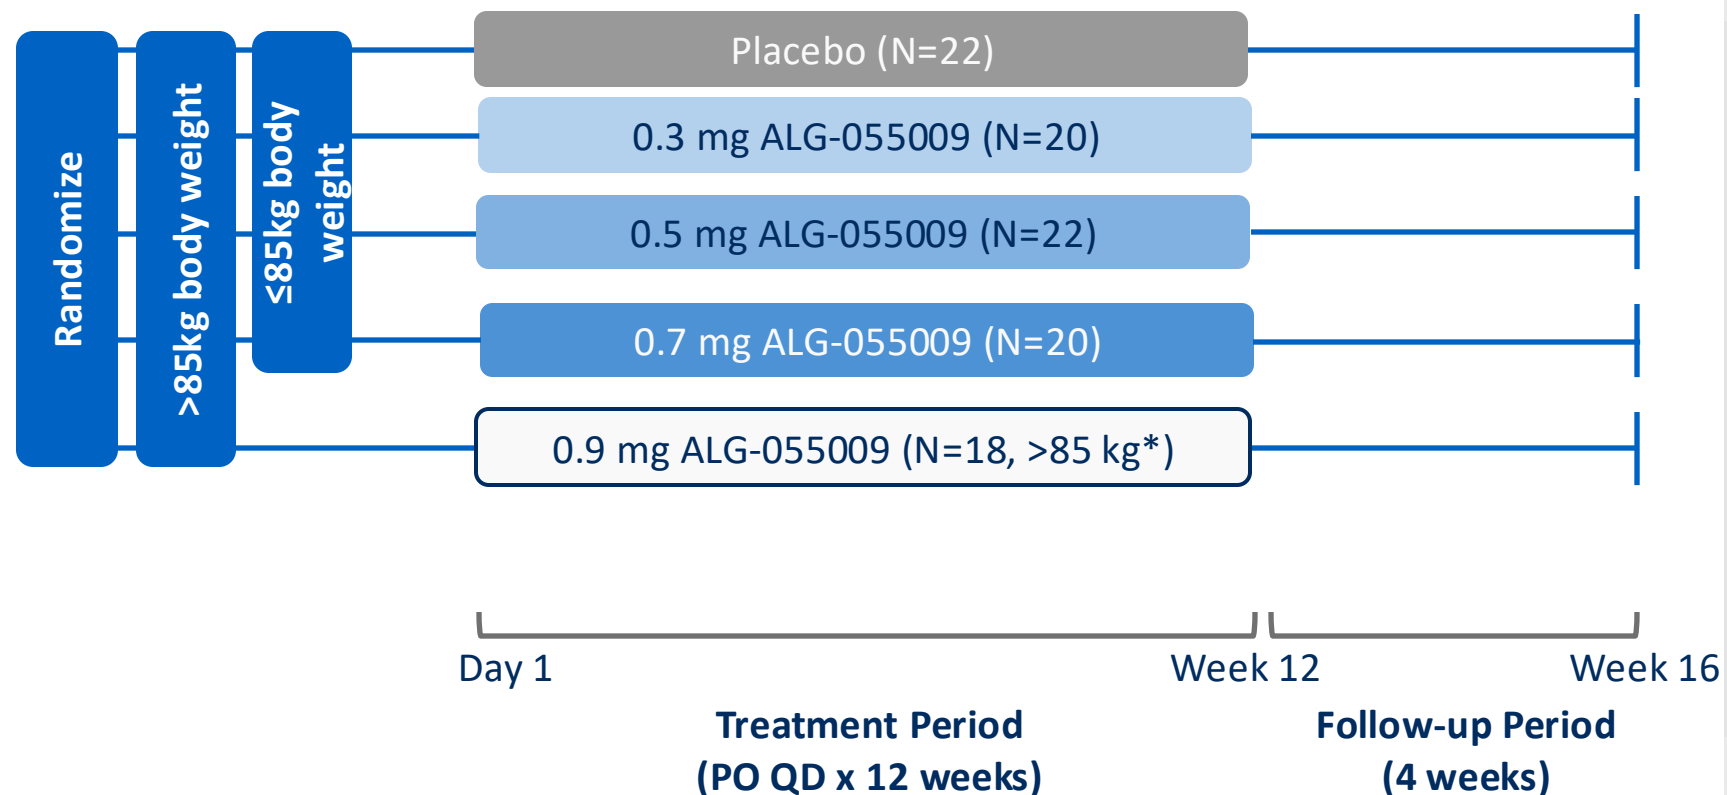 Randomize
>85kg body weight
≤85kg body
weight
Placebo (N=22)
0.3 mg ALG-055009 (N=20)
0.5 mg ALG-055009 (N=22)
0.7 mg ALG-055009 (N=20)
0.9 mg ALG-055009 (N=18, >85 kg*)
Day 1
Week 12
Week 16
Treatment Period
(PO QD x 12 weeks)
Follow-up Period
(4 weeks)